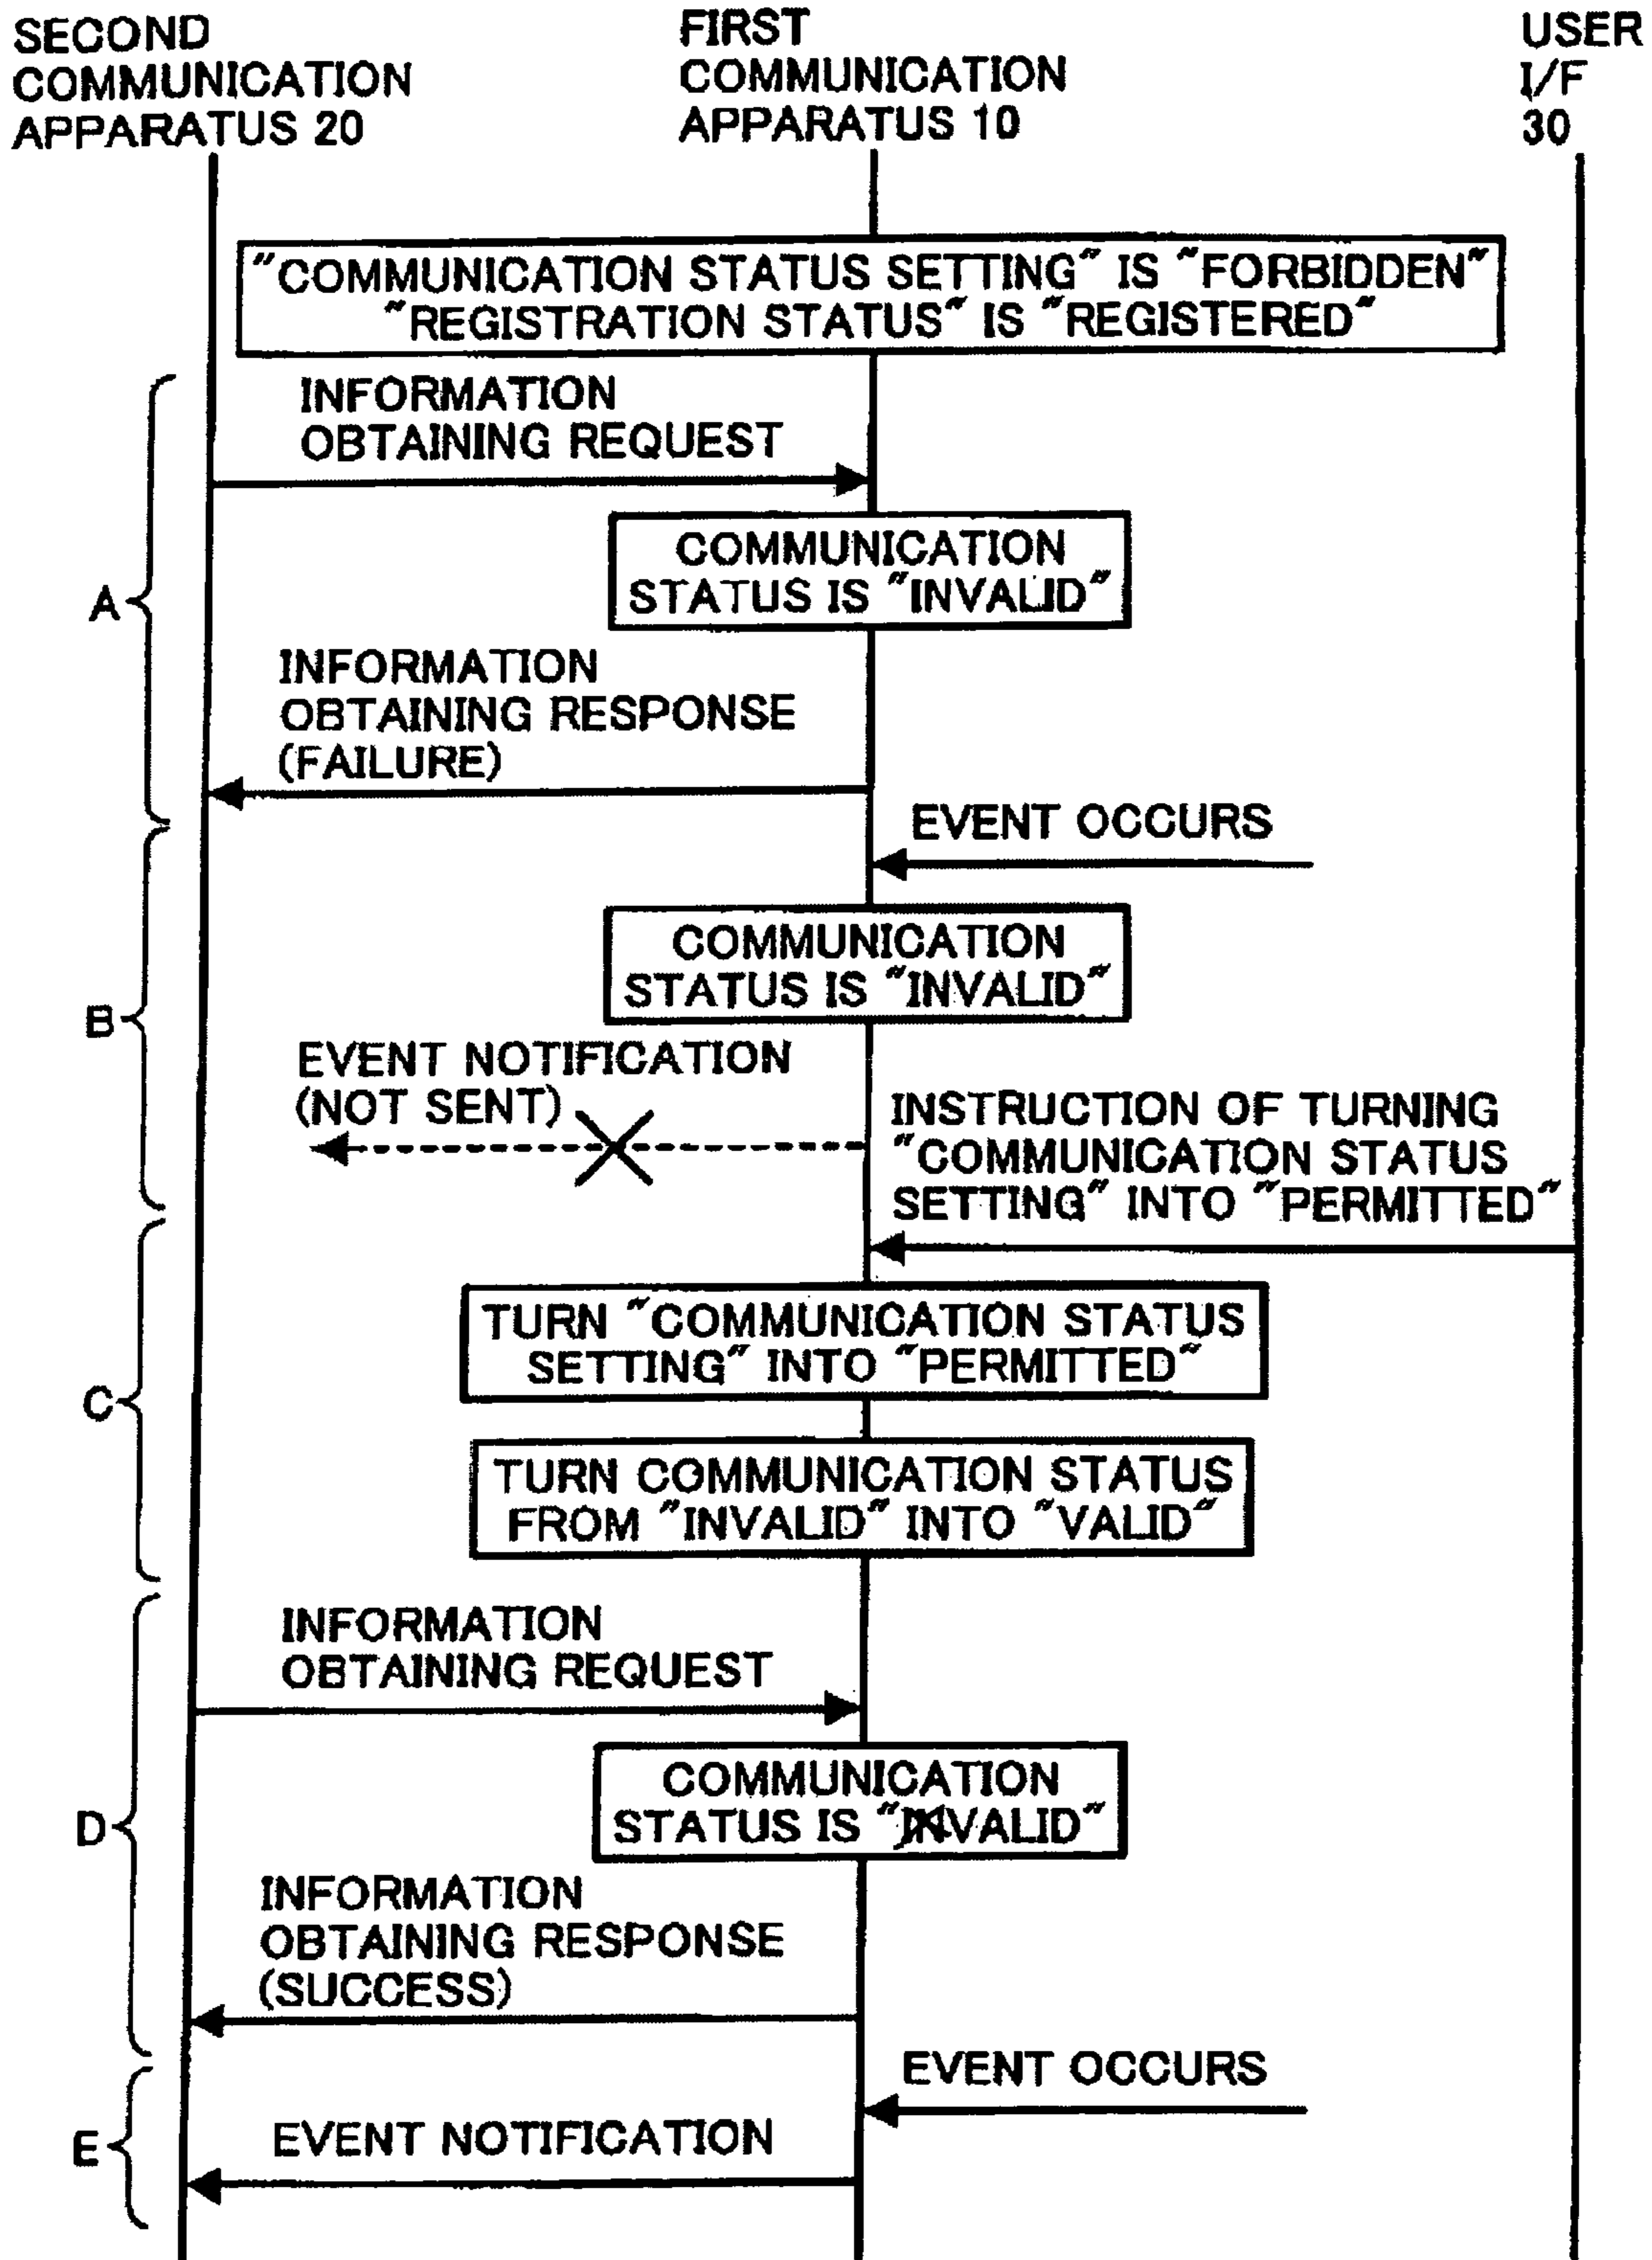 SECOND
COMMUNICATION
APPARATUS 20
FIRST
COMMUNICATION
APPARATUS 10
USER
I/F
30
"COMMUNICATION STATUS SETTING" IS "FORBIDDEN"
"REGISTRATION STATUS" IS "REGISTERED"
A
INFORMATION
OBTAINING REQUEST
COMMUNICATION
STATUS IS "INVALID"
INFORMATION
OBTAINING RESPONSE
(FAILURE)
B
EVENT OCCURS
COMMUNICATION
STATUS IS "INVALID"
EVENT NOTIFICATION
(NOT SENT)
INSTRUCTION OF TURNING
"COMMUNICATION STATUS
SETTING" INTO "PERMITTED"
C
TURN "COMMUNICATION STATUS
SETTING" INTO "PERMITTED"
TURN COMMUNICATION STATUS
FROM "INVALID" INTO "VALID"
D
INFORMATION
OBTAINING REQUEST
COMMUNICATION
STATUS IS "INVALID"
INFORMATION
OBTAINING RESPONSE
(SUCCESS)
E
EVENT OCCURS
EVENT NOTIFICATION